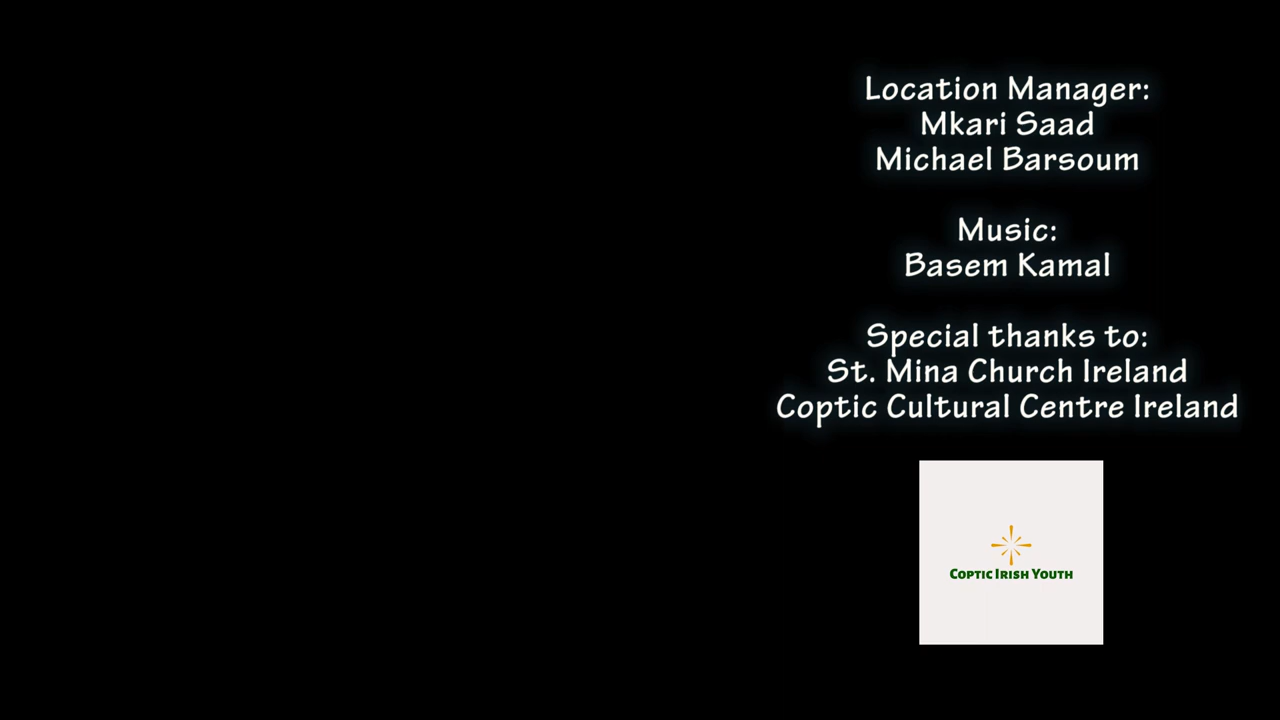 Location Manager:
Mkari Saad
Michael Barsoum
Music:
Basem Kamal
Special thanks to:
St. Mina Church Ireland
Coptic Cultural Centre Ireland
Coptic Irish Youth